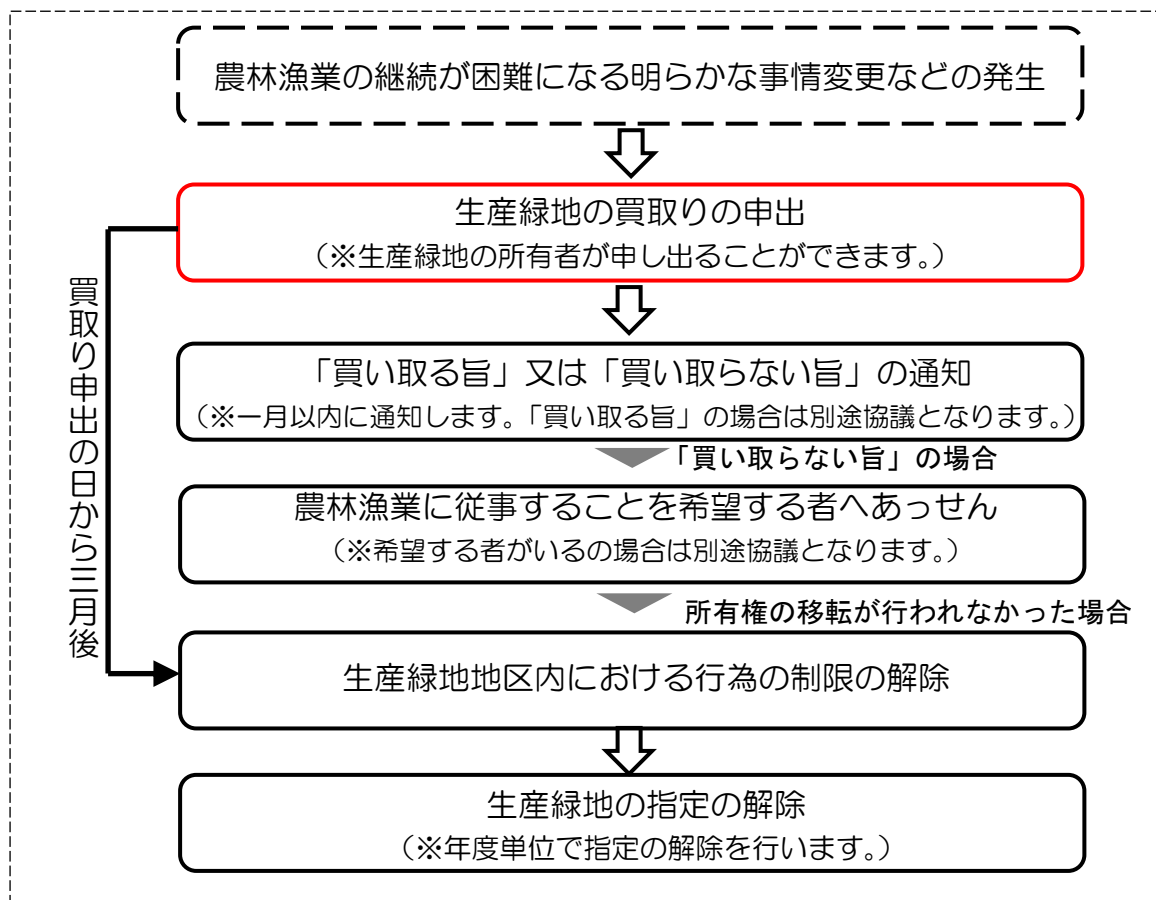 農林漁業の継続が困難になる明らかな事情変更などの発生
生産緑地の買取りの申出
（※生産緑地の所有者が申し出ることができます。）
買取り申出の日から三月後
「買い取る旨」又は「買い取らない旨」の通知
（※一月以内に通知します。「買い取る旨」の場合は別途協議となります。）
「買い取らない旨」の場合
農林漁業に従事することを希望する者へあっせん
（※希望する者がいるの場合は別途協議となります。）
所有権の移転が行われなかった場合
生産緑地地区内における行為の制限の解除
生産緑地の指定の解除
（※年度単位で指定の解除を行います。）